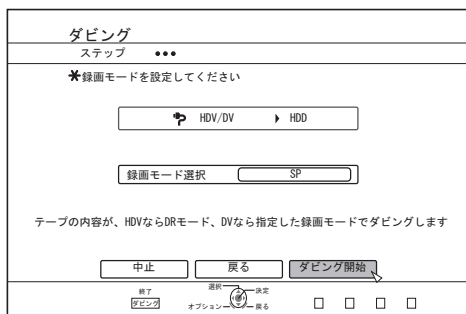 ダビング
ステップ ●●●
*録画モードを設定してください
HDV/DV ▶ HDD
録画モード選択 SP
テープの内容が、HDVならDRモード、DVなら指定した録画モードでダビングします
中止 戻る ダビング開始
終了 選択 決定
ダビング オプション 戻る